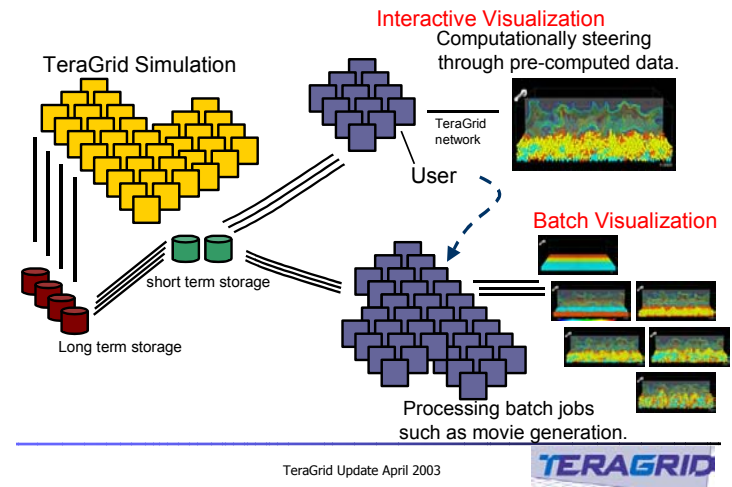 Interactive Visualization
Computationally steering
through pre-computed data.
TeraGrid Simulation
TeraGrid
network
User
Batch Visualization
short term storage
Long term storage
Processing batch jobs
such as movie generation.
TeraGrid Update April 2003
TERAGRID